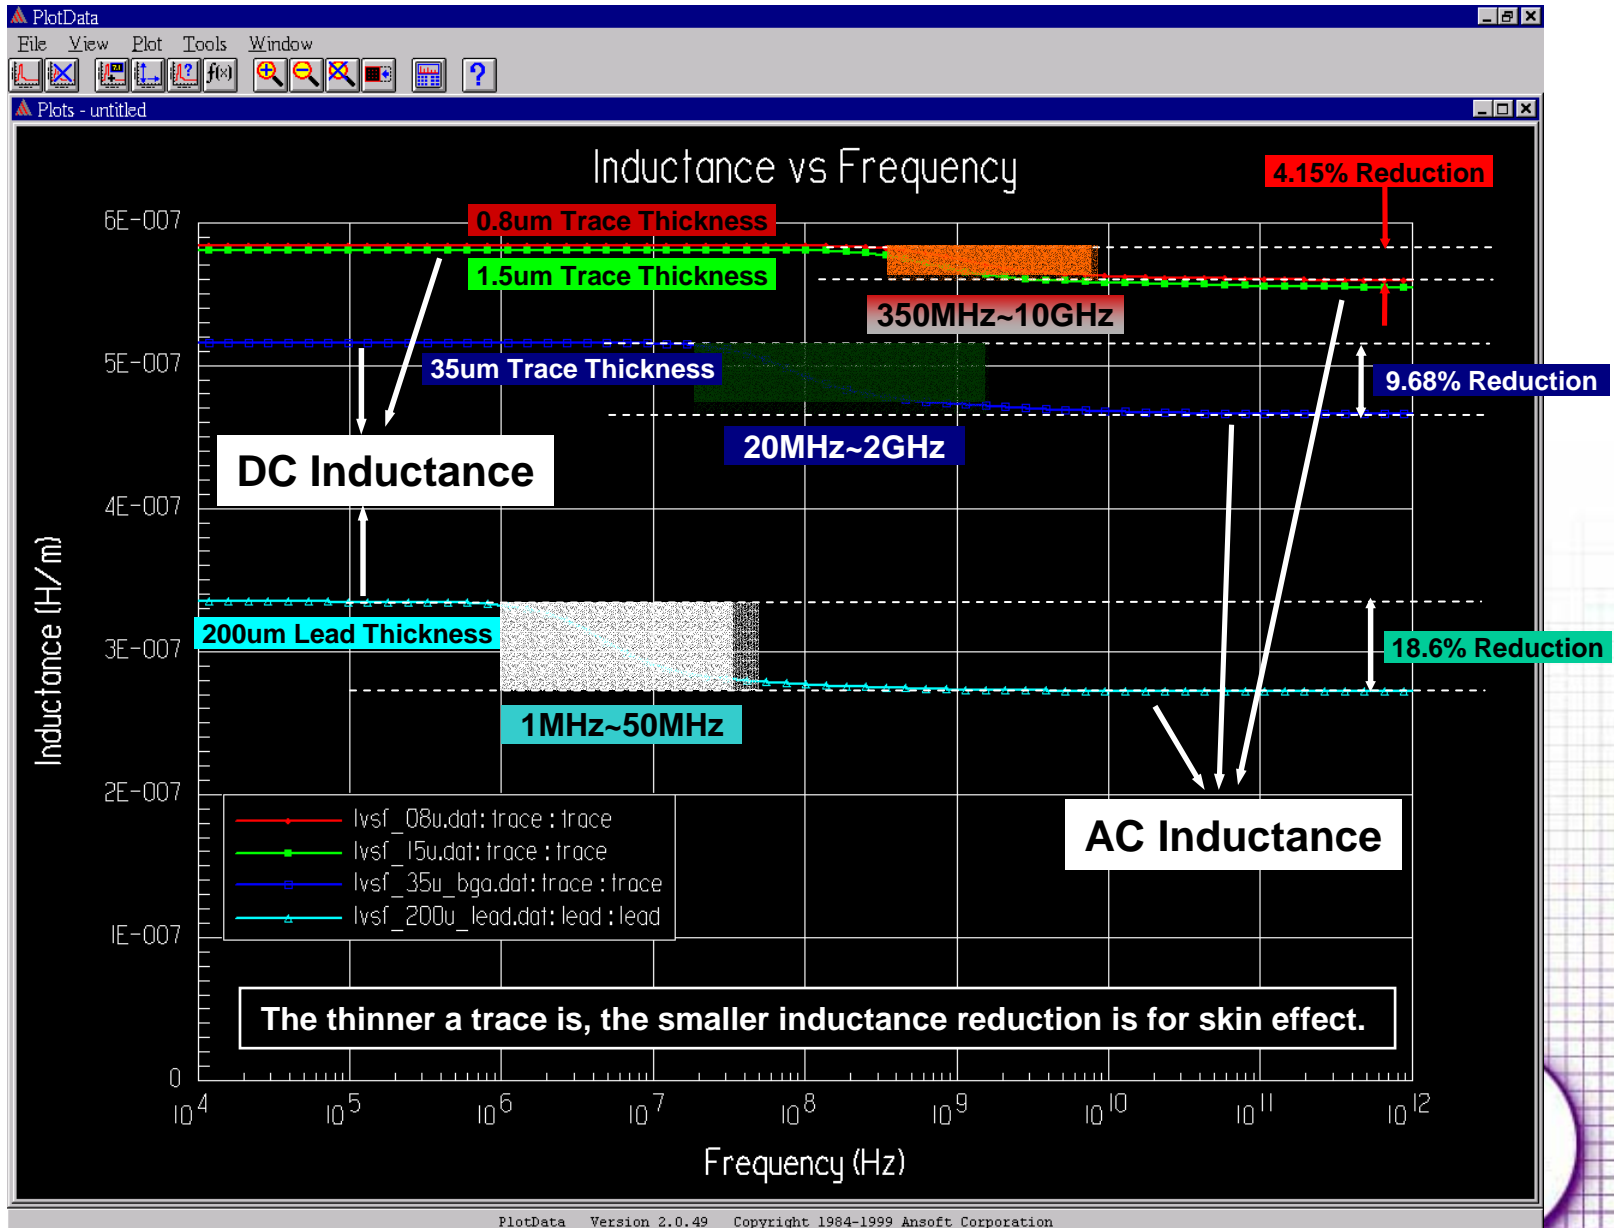 PlotData
File View Plot Tools Window
Plots - untitled
Inductance vs Frequency
4.15% Reduction
6E-007
0.8um Trace Thickness
1.5um Trace Thickness
350MHz~10GHz
5E-007
35um Trace Thickness
9.68% Reduction
20MHz~2GHz
DC Inductance
4E-007
Inductance (H/m)
200um Lead Thickness
3E-007
18.6% Reduction
1MHz~50MHz
2E-007
lvsf_08u.dat: trace : trace
lvsf_15u.dat: trace : trace
lvsf_35u_bga.dat: trace : trace
lvsf_200u_lead.dat: lead : lead
AC Inductance
1E-007
The thinner a trace is, the smaller inductance reduction is for skin effect.
0
10^4 10^5 10^6 10^7 10^8 10^9 10^10 10^11 10^12
Frequency (Hz)
PlotData Version 2.0.49 Copyright 1984-1999 Ansoft Corporation